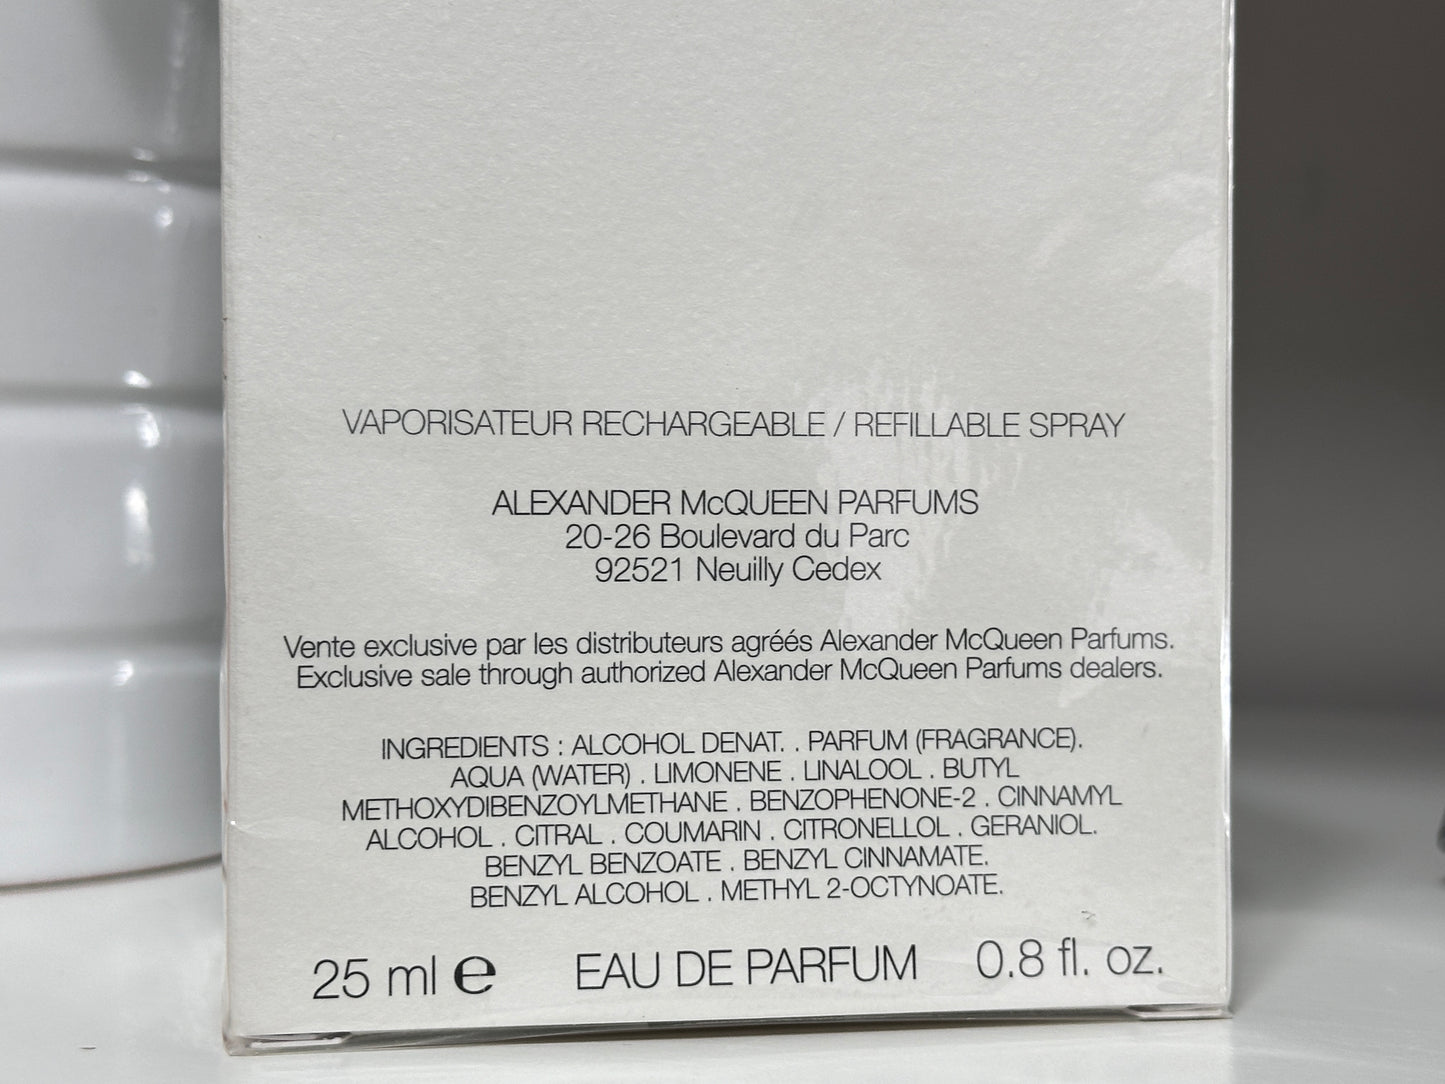 VAPORISATEUR RECHARGEABLE / REFILLABLE SPRAY
ALEXANDER McQUEEN PARFUMS
20-26 Boulevard du Parc
92521 Neuilly Cedex
Vente exclusive par les distributeurs agréés Alexander McQueen Parfums.
Exclusive sale through authorized Alexander McQueen Parfums dealers.
INGREDIENTS : ALCOHOL DENAT. . PARFUM (FRAGRANCE).
AQUA (WATER) . LIMONENE . LINALOOL . BUTYL
METHOXYDIBENZOYLMETHANE . BENZOPHENONE-2 . CINNAMYL
ALCOHOL . CITRAL . COUMARIN . CITRONELLOL . GERANIOL.
BENZYL BENZOATE . BENZYL CINNAMATE.
BENZYL ALCOHOL . METHYL 2-OCTYNOATE.
25 ml e EAU DE PARFUM 0.8 fl. oz.